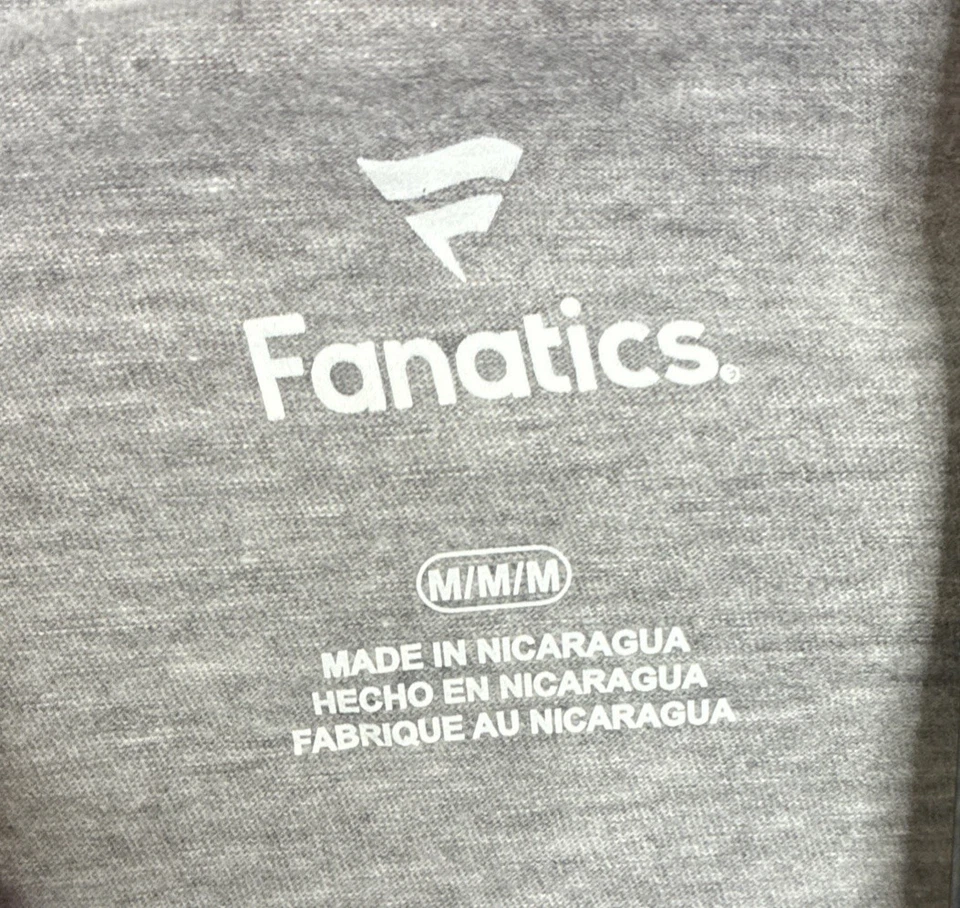 Fanatics.
M/M/M
MADE IN NICARAGUA
HECHO EN NICARAGUA
FABRIQUE AU NICARAGUA